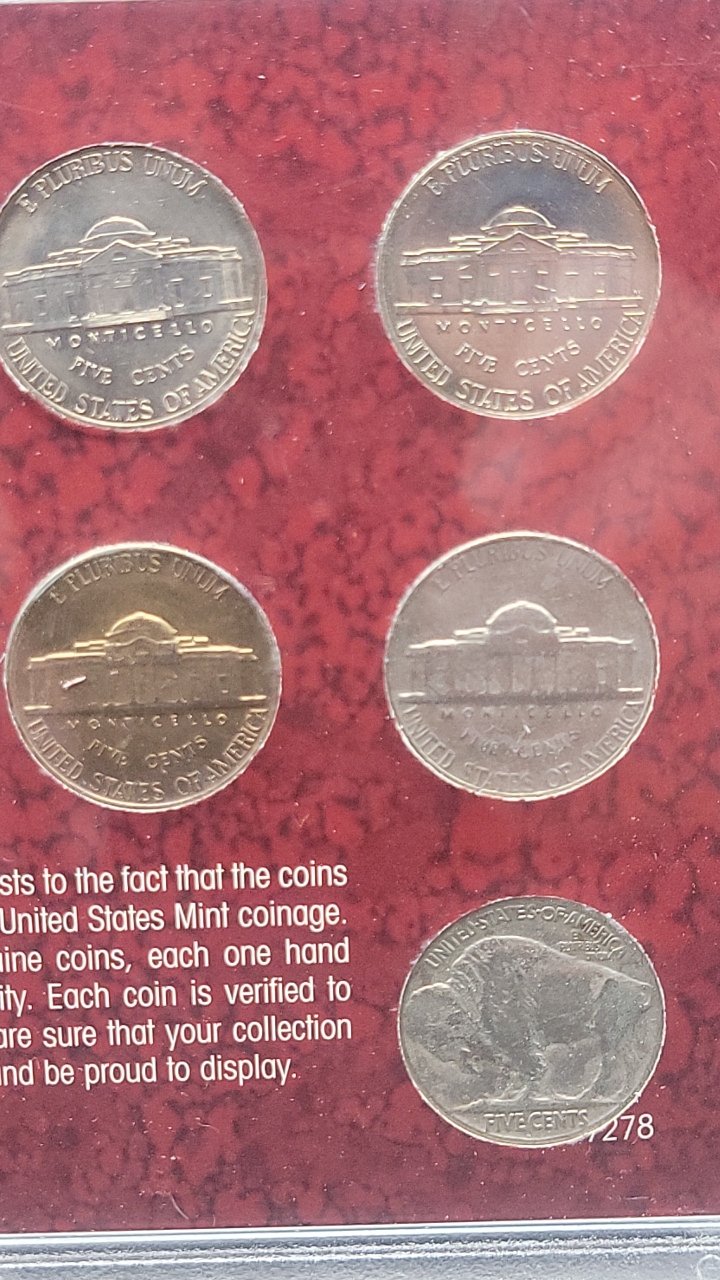 E PLURIBUS UNUM
MONTICELLO
FIVE CENTS
UNITED STATES OF AMERICA
E PLURIBUS UNUM
MONTICELLO
FIVE CENTS
UNITED STATES OF AMERICA
E PLURIBUS UNUM
MONTICELLO
FIVE CENTS
UNITED STATES OF AMERICA
E PLURIBUS UNUM
MONTICELLO
FIVE CENTS
UNITED STATES OF AMERICA
sts to the fact that the coins
United States Mint coinage.
ine coins, each one hand
ity. Each coin is verified to
are sure that your collection
nd be proud to display.
UNITED·STATES·OF·AMERICA
FIVE CENTS
7278